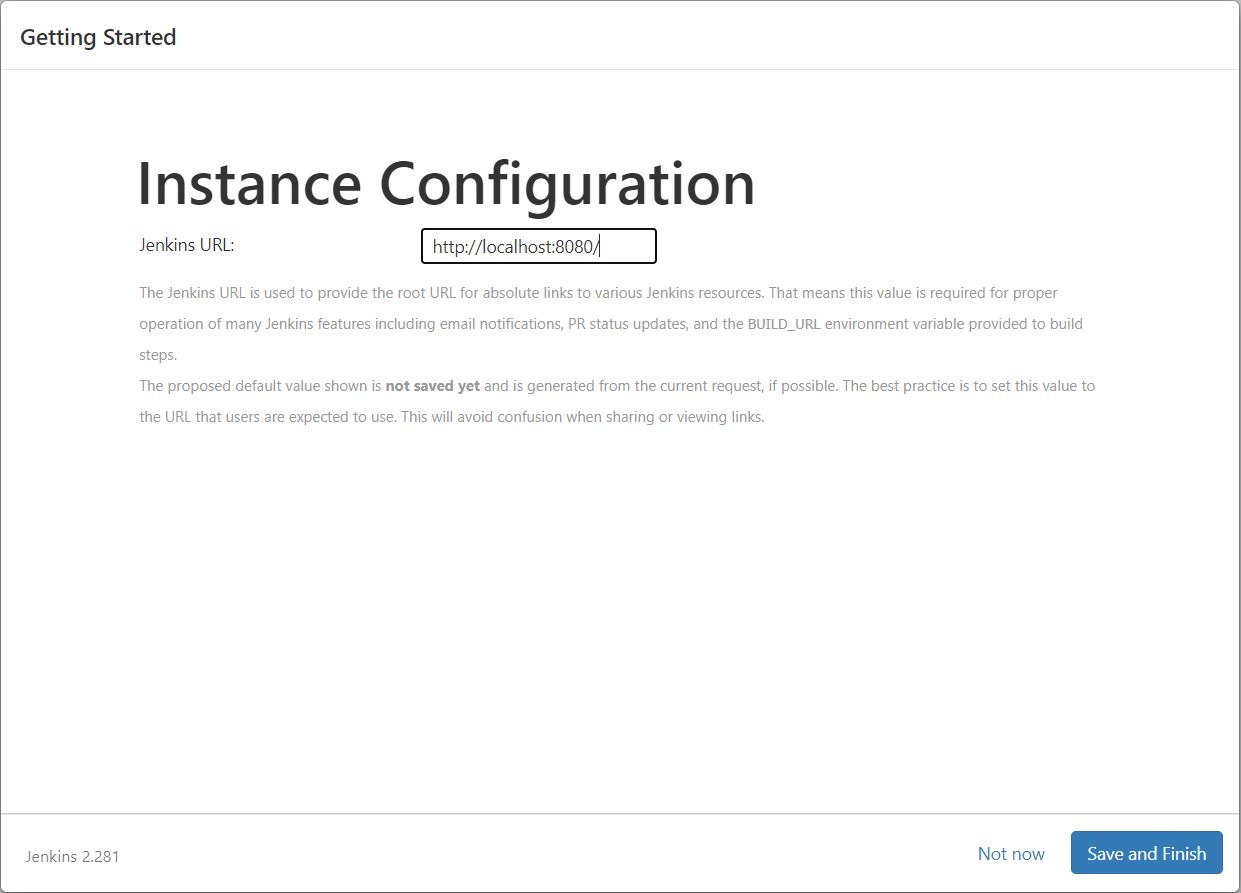 Getting Started
Instance Configuration
Jenkins URL:
http://localhost:8080/
The Jenkins URL is used to provide the root URL for absolute links to various Jenkins resources. That means this value is required for proper
operation of many Jenkins features including email notifications, PR status updates, and the BUILD_URL environment variable provided to build
steps.
The proposed default value shown is not saved yet and is generated from the current request, if possible. The best practice is to set this value to
the URL that users are expected to use. This will avoid confusion when sharing or viewing links.
Jenkins 2.281
Not now
Save and Finish